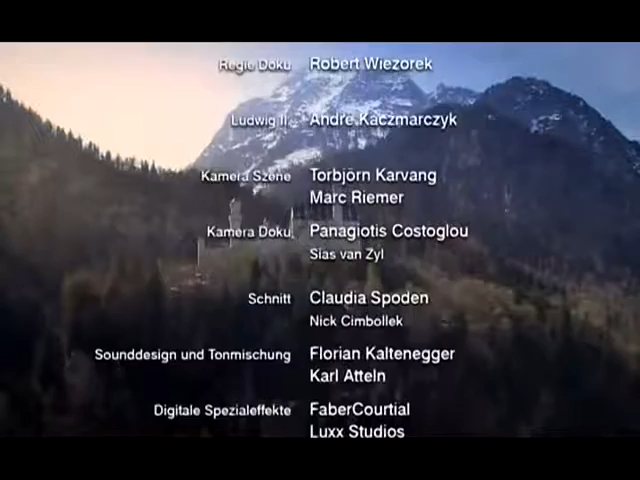 Regie Doku Robert Wiezorek
Ludwig II. André Kaczmarczyk
Kamera Szene Torbjörn Karvang
Marc Riemer
Kamera Doku Panagiotis Costoglou
Sias van Zyl
Schnitt Claudia Spoden
Nick Cimbollek
Sounddesign und Tonmischung Florian Kaltenegger
Karl Atteln
Digitale Spezialeffekte FaberCourtial
Luxx Studios